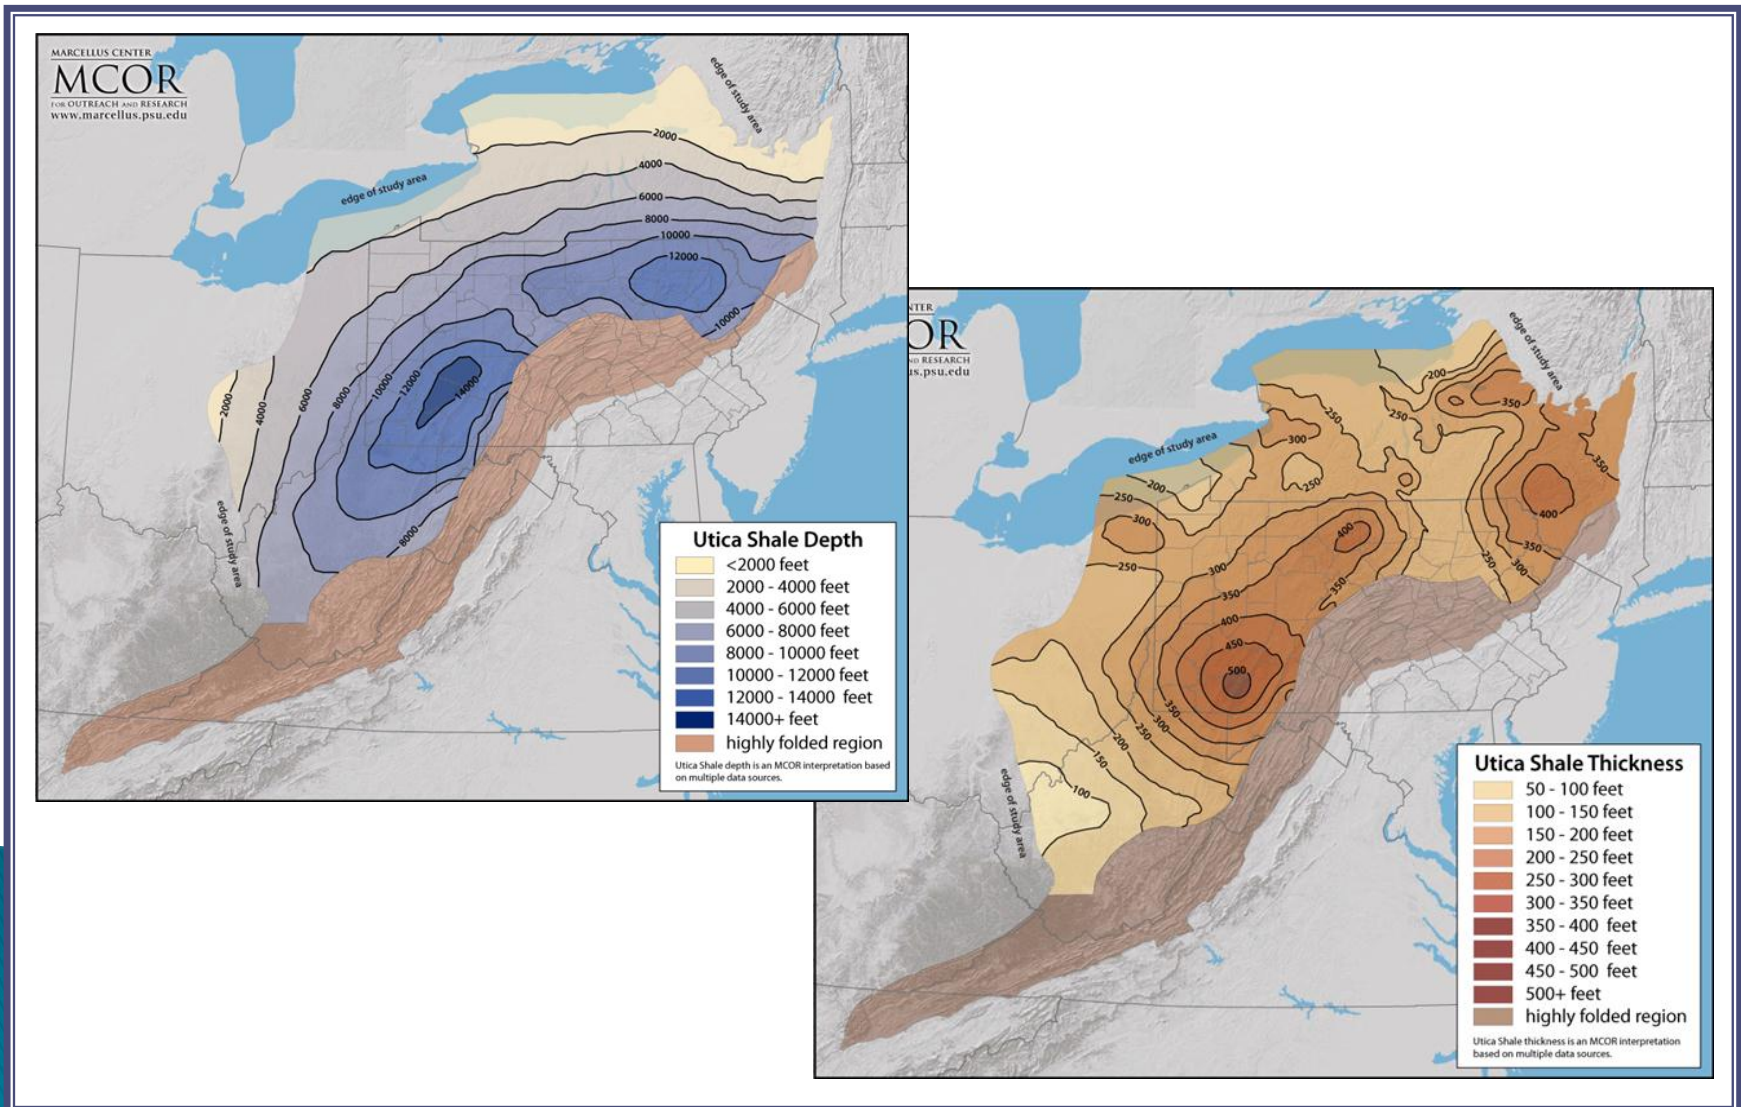 MARCELLUS CENTER
MCOR
FOR OUTREACH AND RESEARCH
www.marcellus.psu.edu
edge of study area
edge of study area
edge of study area
2000
4000
6000
8000
10000
12000
10000
2000
4000
6000
8000
10000
12000
14000
8000
Utica Shale Depth
<2000 feet
2000 - 4000 feet
4000 - 6000 feet
6000 - 8000 feet
8000 - 10000 feet
10000 - 12000 feet
12000 - 14000 feet
14000+ feet
highly folded region
Utica Shale depth is an MCOR interpretation based
on multiple data sources.
NTER
OR
AND RESEARCH
us.psu.edu
edge of study area
edge of study area
edge of study area
200
350
250
250
300
250
350
200
250
300
400
400
350
250
300
250
300
350
350
400
450
500
350
300
250
200
150
100
Utica Shale Thickness
50 - 100 feet
100 - 150 feet
150 - 200 feet
200 - 250 feet
250 - 300 feet
300 - 350 feet
350 - 400 feet
400 - 450 feet
450 - 500 feet
500+ feet
highly folded region
Utica Shale thickness is an MCOR interpretation
based on multiple data sources.